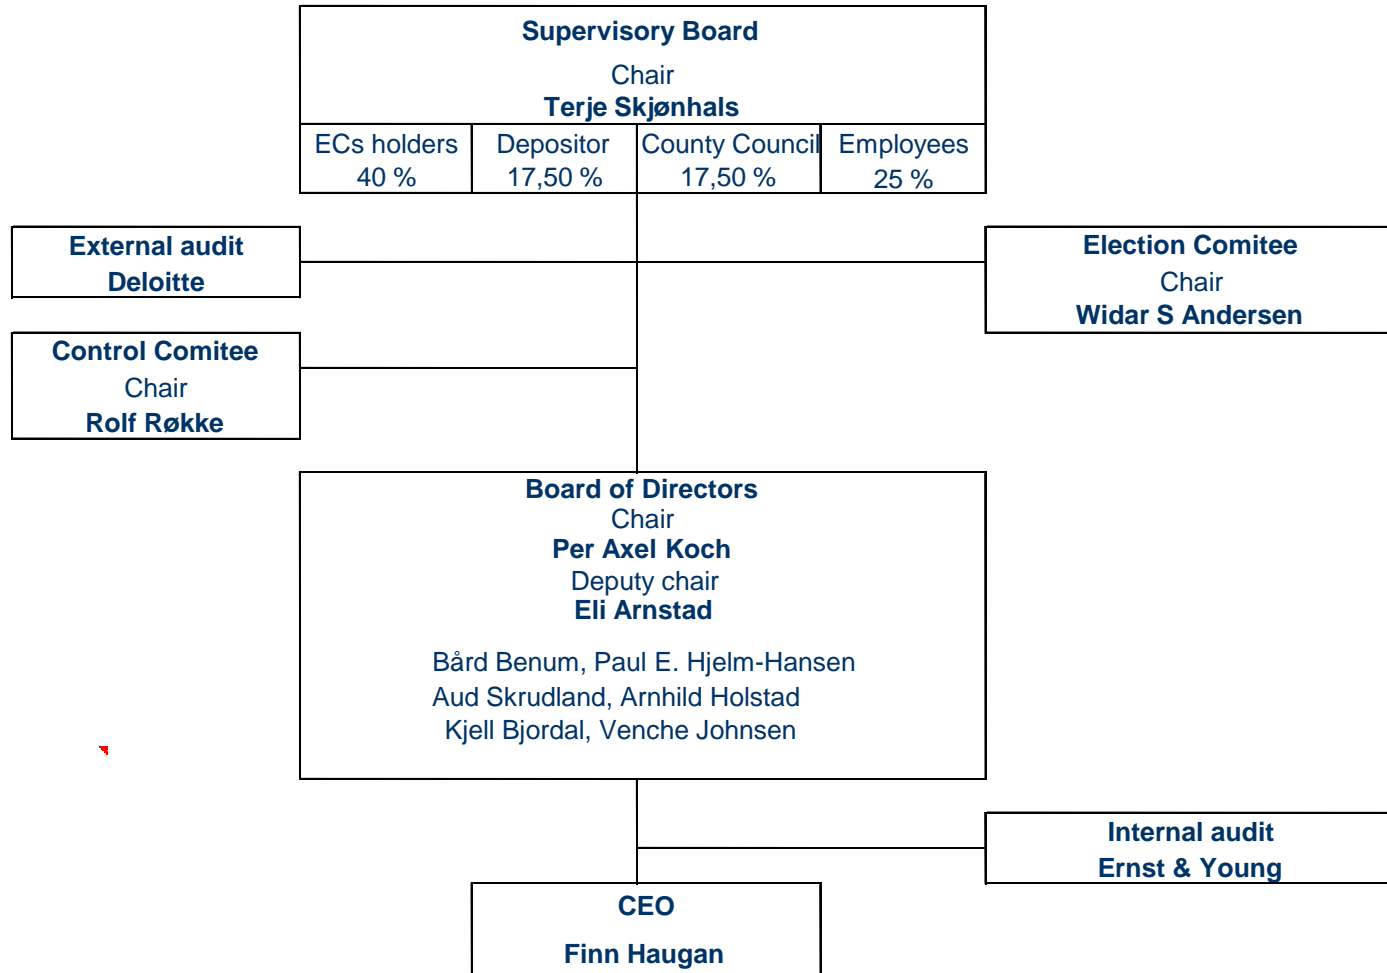 Supervisory Board
Chair
Terje Skjønhals
ECs holders
40 %
Depositor
17,50 %
County Council
17,50 %
Employees
25 %
External audit
Deloitte
Election Comitee
Chair
Widar S Andersen
Control Comitee
Chair
Rolf Røkke
Board of Directors
Chair
Per Axel Koch
Deputy chair
Eli Arnstad
Bård Benum, Paul E. Hjelm-Hansen
Aud Skrudland, Arnhild Holstad
Kjell Bjordal, Venche Johnsen
Internal audit
Ernst & Young
CEO
Finn Haugan